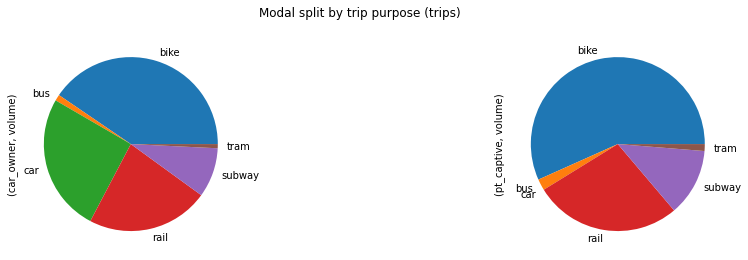 Modal split by trip purpose (trips)
(car_owner, volume)
bike
bus
car
rail
subway
tram
(pt_captive, volume)
bike
bus
car
rail
subway
tram